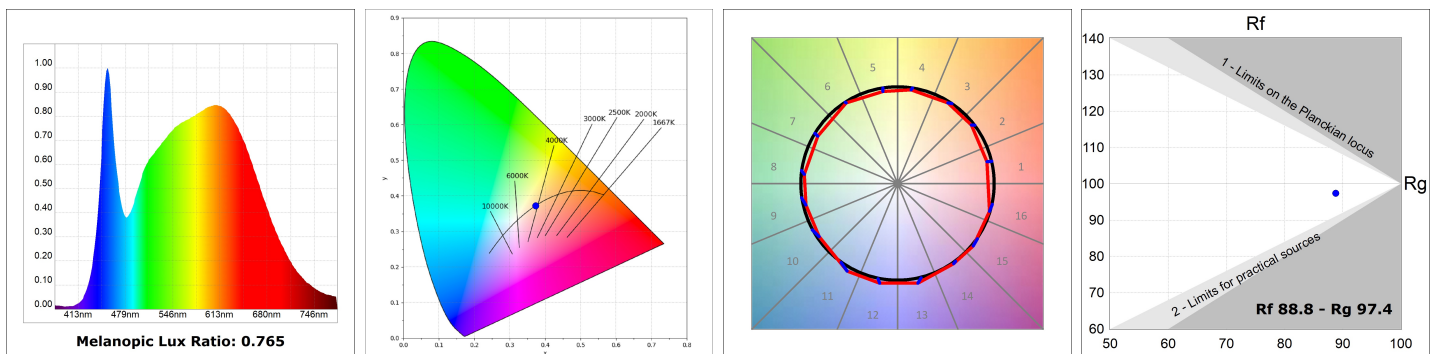 1.00
0.90
0.80
0.70
0.60
0.50
0.40
0.30
0.20
0.10
0.00
413nm 479nm 546nm 613nm 680nm 746nm
Melanopic Lux Ratio: 0.765
0.9
0.8
0.7
0.6
0.5
0.4
0.3
0.2
0.1
0.0
y
0.0 0.1 0.2 0.3 0.4 0.5 0.6 0.7 0.8
x
10000K
6000K
4000K
3000K
2500K
2000K
1667K
1
2
3
4
5
6
7
8
9
10
11
12
13
14
15
16
Rf
140
130
120
110
100
90
80
70
60
50 60 70 80 90 100
Rg
1 - Limits on the Planckian locus
2 - Limits for practical sources
Rf 88.8 - Rg 97.4